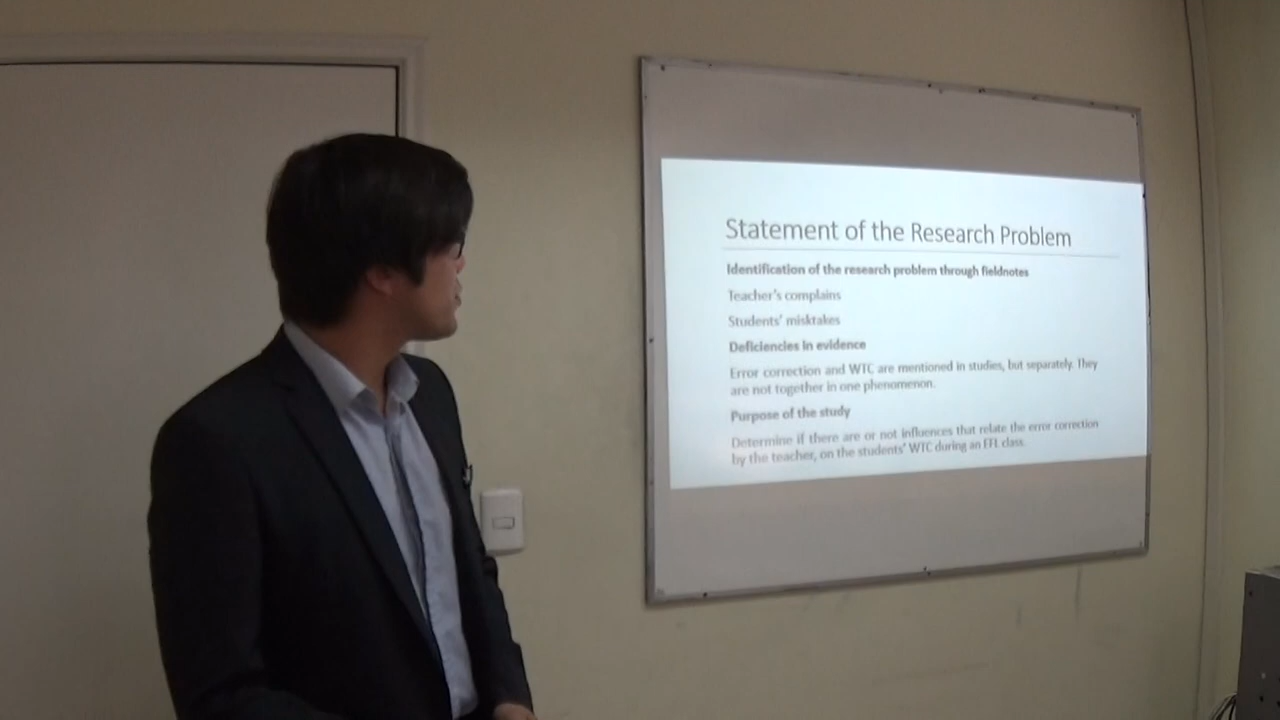 Statement of the Research Problem
Identification of the research problem through fieldnotes
Teacher's complains
Students' misktakes
Deficiencies in evidence
Error correction and WTC are mentioned in studies, but separately. They
are not together in one phenomenon.
Purpose of the study
Determine if there are or not influences that relate the error correction
by the teacher, on the students' WTC during an EFL class.